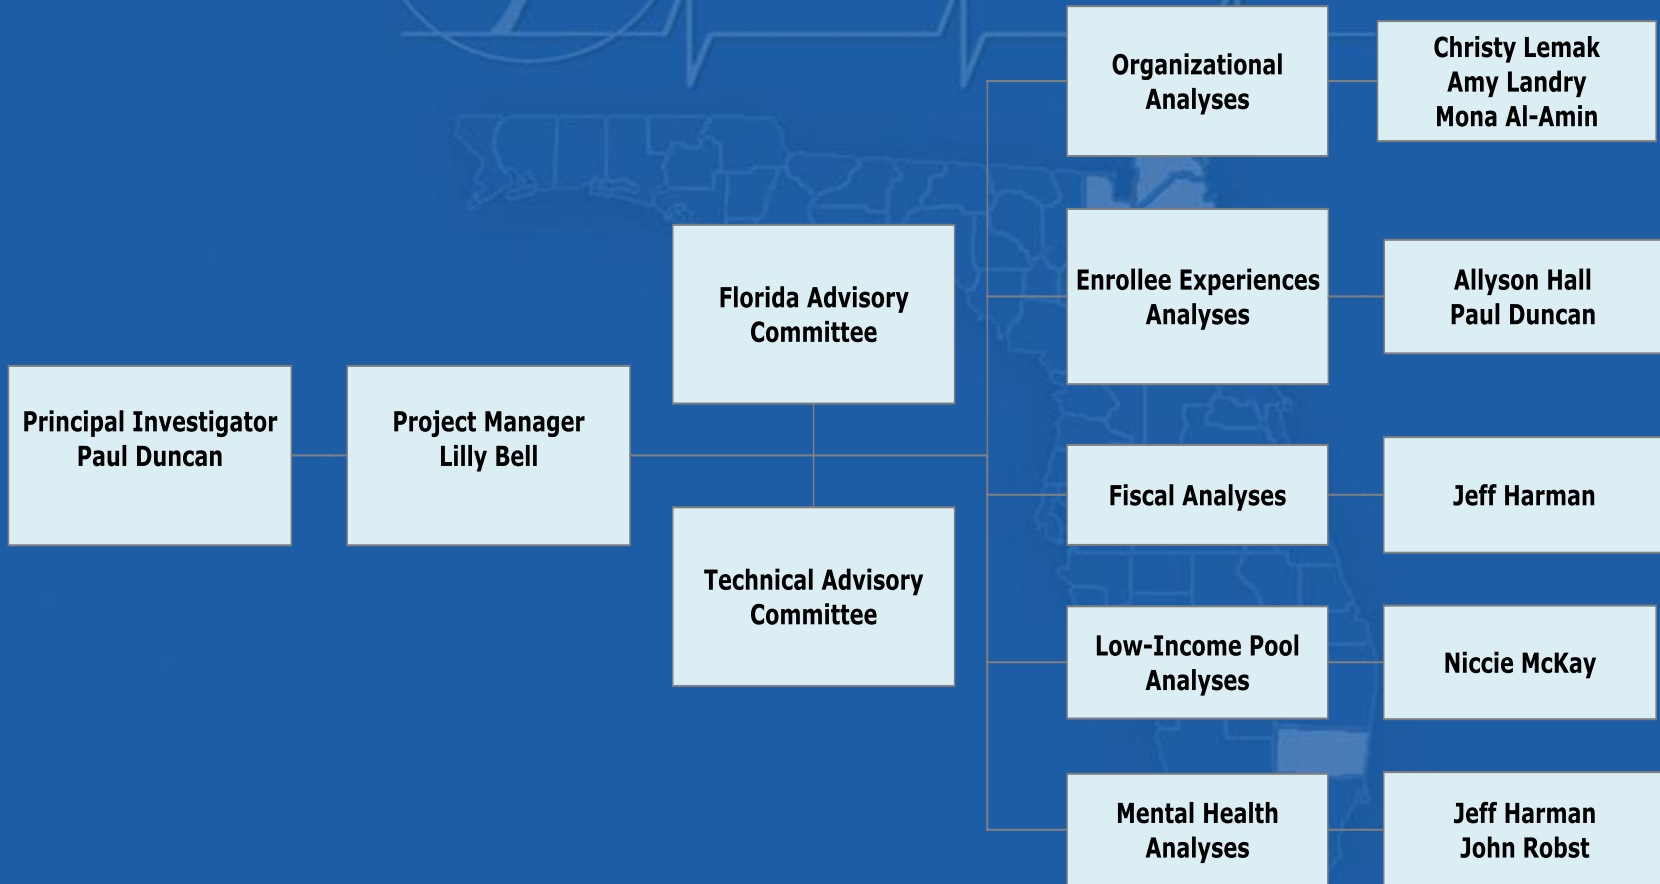 Principal Investigator
Paul Duncan
Project Manager
Lilly Bell
Florida Advisory
Committee
Technical Advisory
Committee
Organizational
Analyses
Christy Lemak
Amy Landry
Mona Al-Amin
Enrollee Experiences
Analyses
Allyson Hall
Paul Duncan
Fiscal Analyses
Jeff Harman
Low-Income Pool
Analyses
Niccie McKay
Mental Health
Analyses
Jeff Harman
John Robst